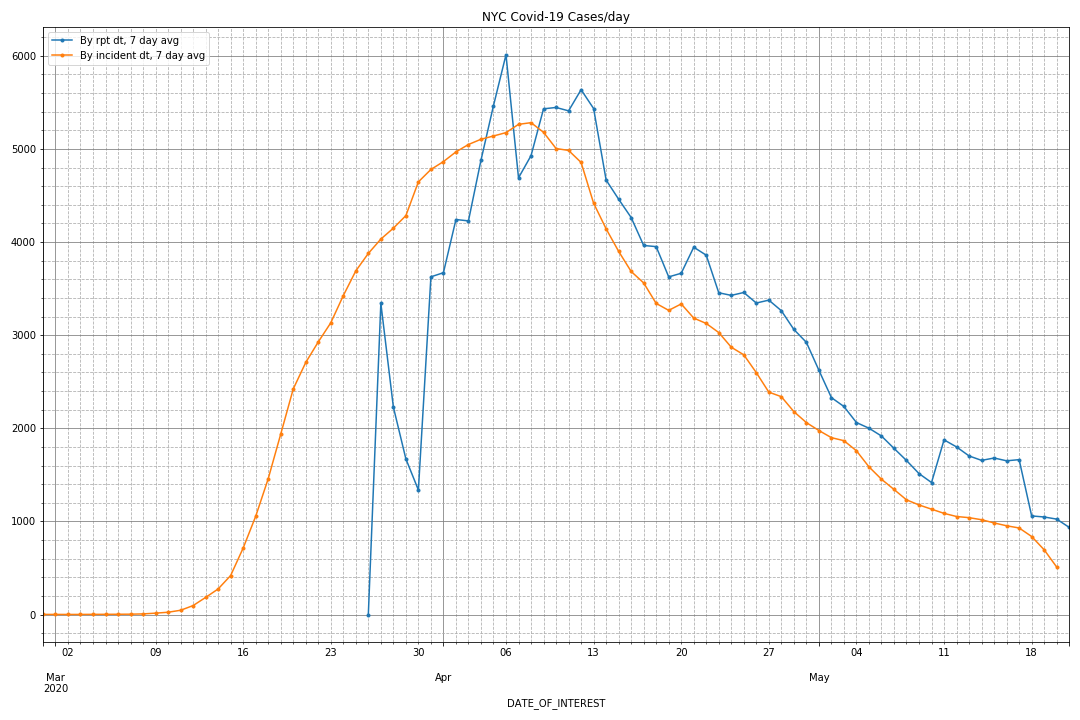 NYC Covid-19 Cases/day
By rpt dt, 7 day avg
By incident dt, 7 day avg
6000
5000
4000
3000
2000
1000
0
02 09 16 23 30 06 13 20 27 04 11 18
Mar Apr May
2020
DATE_OF_INTEREST